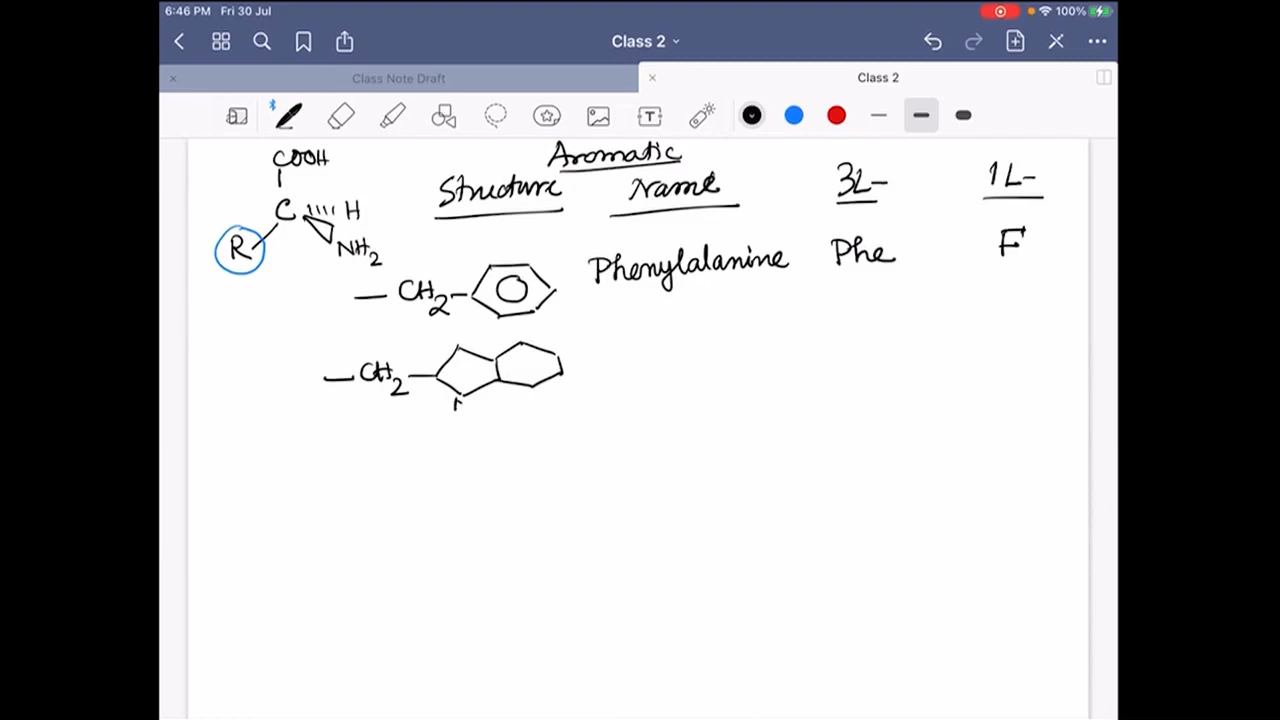 6:46 PM Fri 30 Jul
100%
Class 2
Class Note Draft
Class 2
T
COOH
Aromatic
Structure Name 3L- 1L-
C H
R NH2
Phenylalanine Phe F
— CH2—
— CH2—